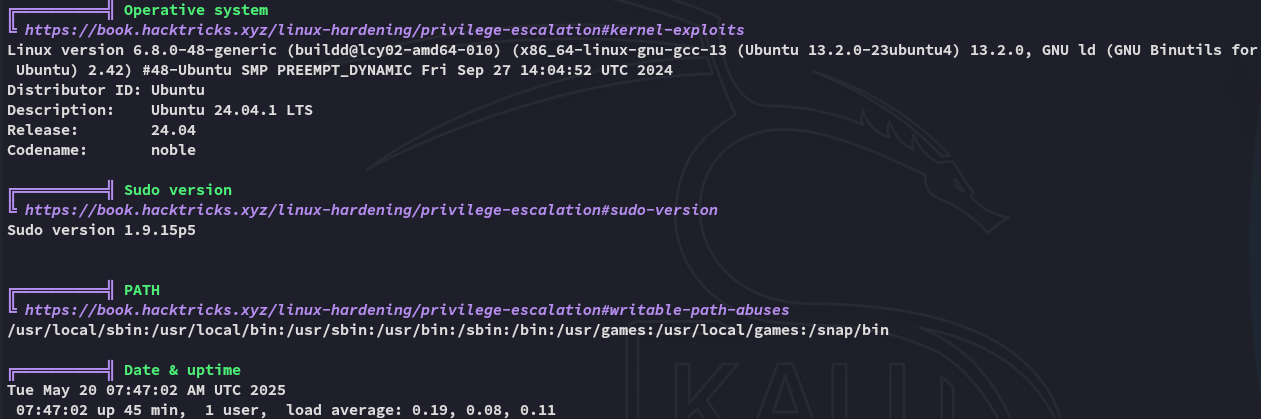 Operative system
https://book.hacktricks.xyz/linux-hardening/privilege-escalation#kernel-exploits
Linux version 6.8.0-48-generic (buildd@lcy02-amd64-010) (x86_64-linux-gnu-gcc-13 (Ubuntu 13.2.0-23ubuntu4) 13.2.0, GNU ld (GNU Binutils for
Ubuntu) 2.42) #48-Ubuntu SMP PREEMPT_DYNAMIC Fri Sep 27 14:04:52 UTC 2024
Distributor ID: Ubuntu
Description:    Ubuntu 24.04.1 LTS
Release:        24.04
Codename:       noble
Sudo version
https://book.hacktricks.xyz/linux-hardening/privilege-escalation#sudo-version
Sudo version 1.9.15p5
PATH
https://book.hacktricks.xyz/linux-hardening/privilege-escalation#writable-path-abuses
/usr/local/sbin:/usr/local/bin:/usr/sbin:/usr/bin:/sbin:/bin:/usr/games:/usr/local/games:/snap/bin
Date & uptime
Tue May 20 07:47:02 AM UTC 2025
07:47:02 up 45 min,  1 user,  load average: 0.19, 0.08, 0.11
KALI